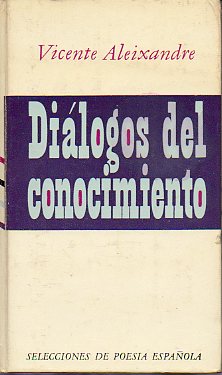 Vicente Aleixandre
Diálogos del
conocimiento
SELECCIONES DE POESIA ESPAÑOLA